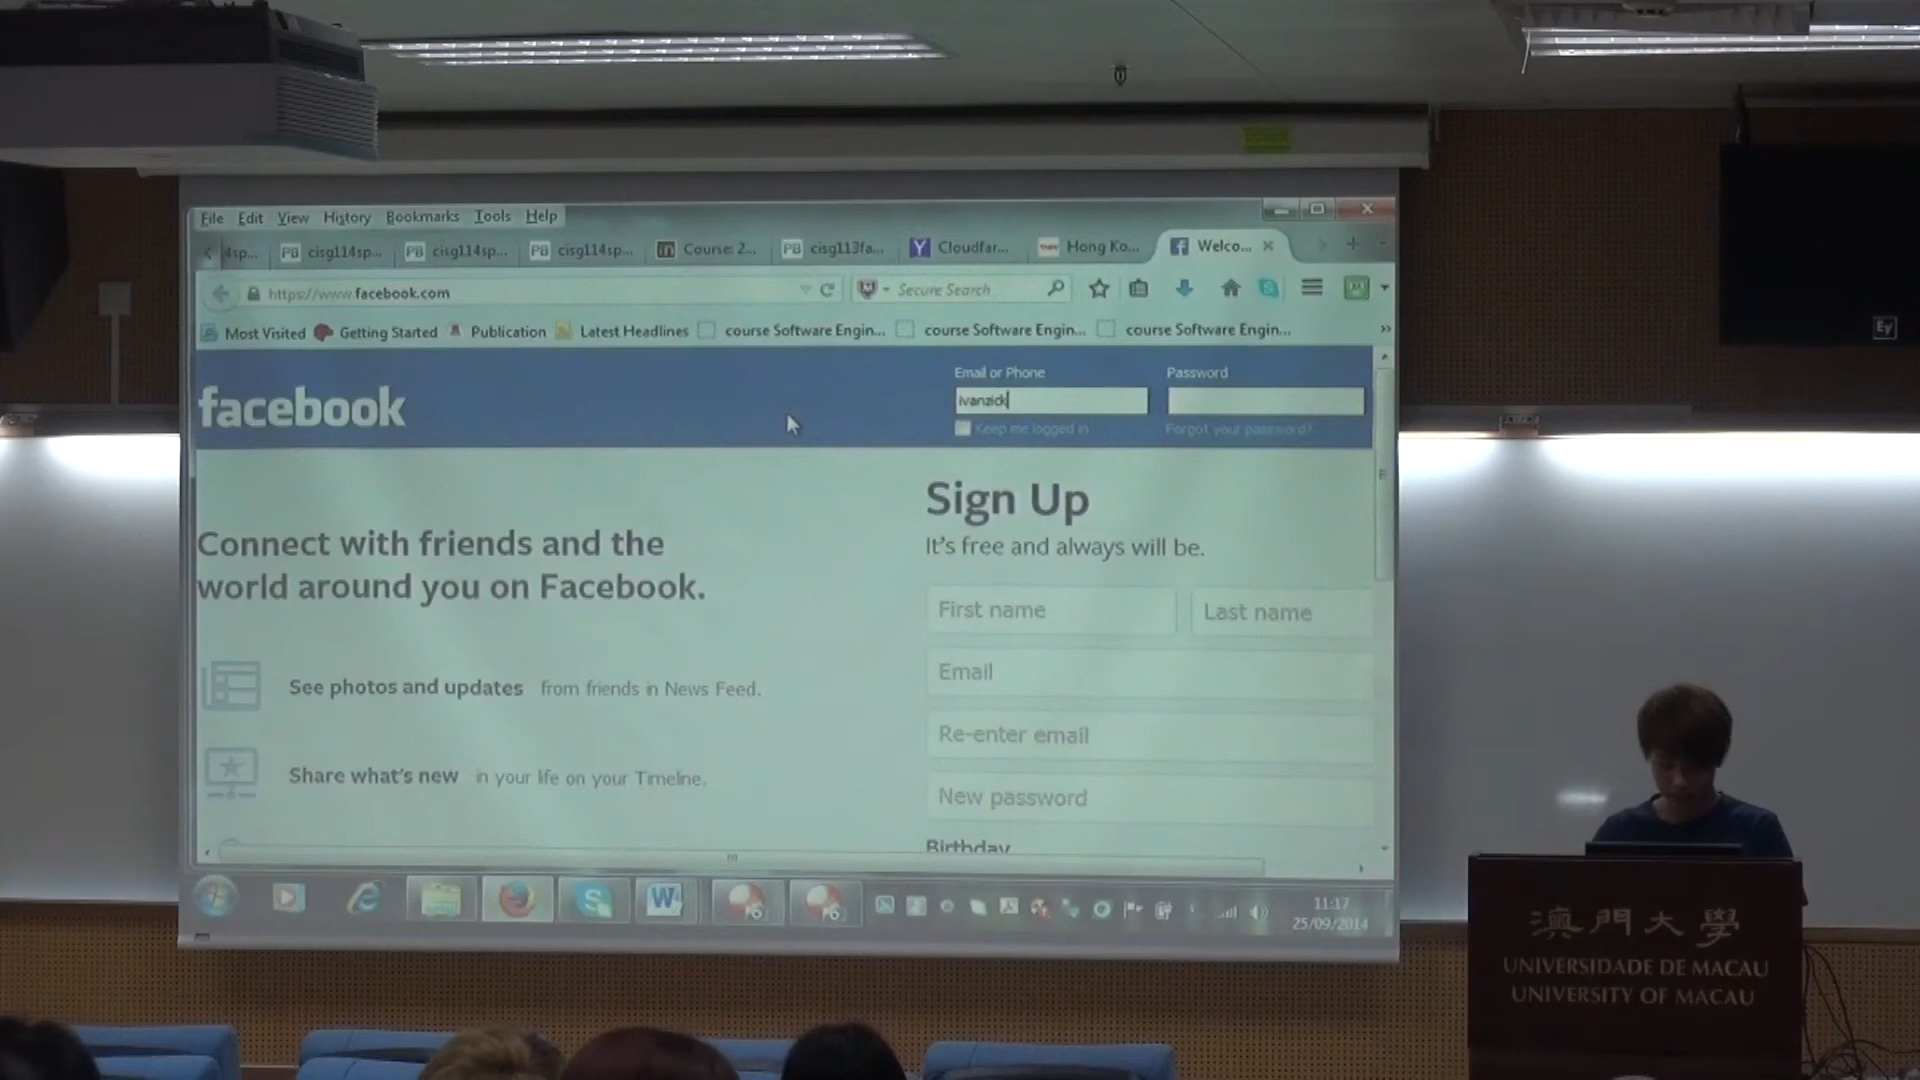 File Edit View History Bookmarks Tools Help
4sp... cisg114sp... cisg114sp... cisg114sp... Course: 2... cisg113fa... Cloudfar... Hong Ko... Welco...
https://www.facebook.com Secure Search
Most Visited Getting Started Publication Latest Headlines course Software Engin... course Software Engin... course Software Engin...
Email or Phone Password
facebook
ivanzick
Keep me logged in Forgot your password?
Sign Up
It's free and always will be.
Connect with friends and the
world around you on Facebook.
First name Last name
Email
See photos and updates from friends in News Feed.
Re-enter email
Share what's new in your life on your Timeline.
New password
Birthday
11:17
25/09/2014
澳門大學
UNIVERSIDADE DE MACAU
UNIVERSITY OF MACAU